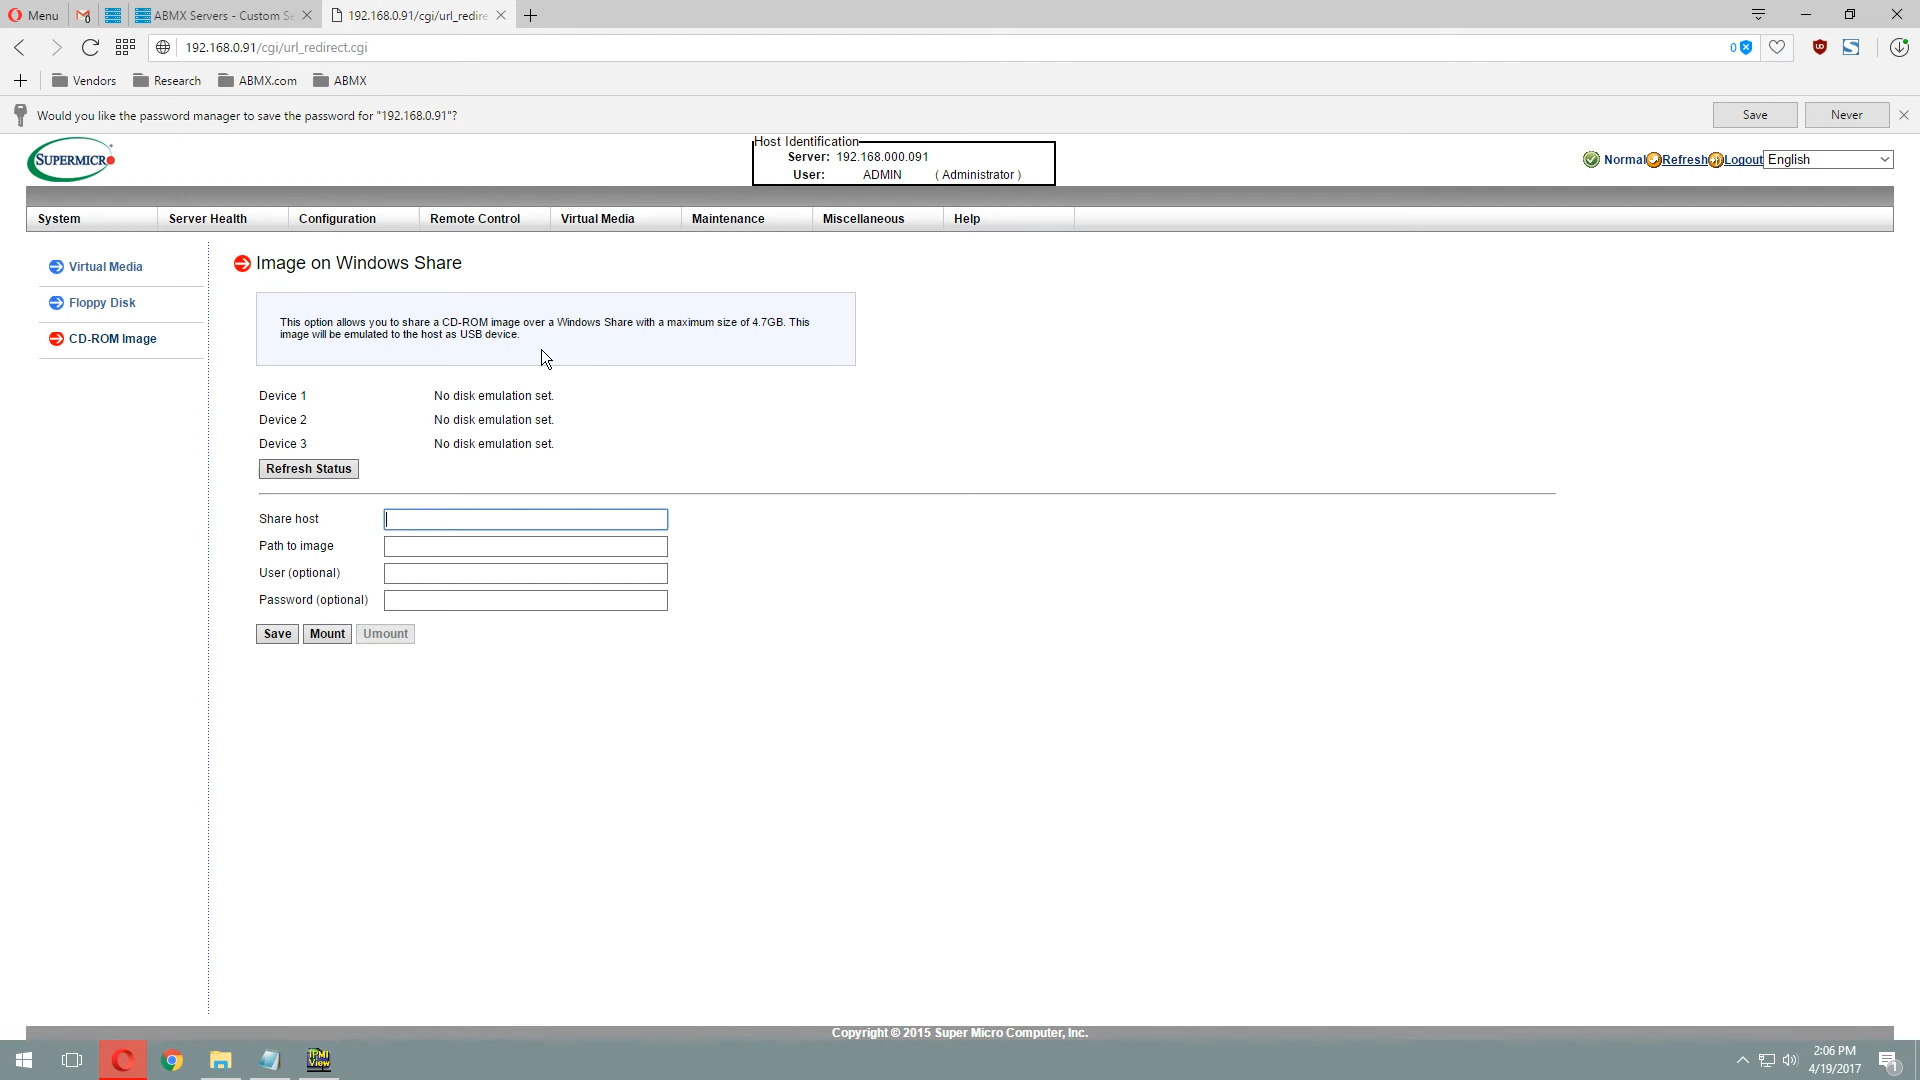 Menu
ABMX Servers - Custom Se
192.168.0.91/cgi/url_redire
192.168.0.91/cgi/url_redirect.cgi
0
Vendors
Research
ABMX.com
ABMX
Would you like the password manager to save the password for "192.168.0.91"?
Save
Never
SUPERMICR
Host Identification
Server: 192.168.000.091
User: ADMIN ( Administrator )
Normal
Refresh
Logout
English
System
Server Health
Configuration
Remote Control
Virtual Media
Maintenance
Miscellaneous
Help
Virtual Media
Floppy Disk
CD-ROM Image
Image on Windows Share
This option allows you to share a CD-ROM image over a Windows Share with a maximum size of 4.7GB. This
image will be emulated to the host as USB device.
Device 1 No disk emulation set.
Device 2 No disk emulation set.
Device 3 No disk emulation set.
Refresh Status
Share host
Path to image
User (optional)
Password (optional)
Save Mount Umount
Copyright © 2015 Super Micro Computer, Inc.
IPMI
View
2:06 PM
4/19/2017
1